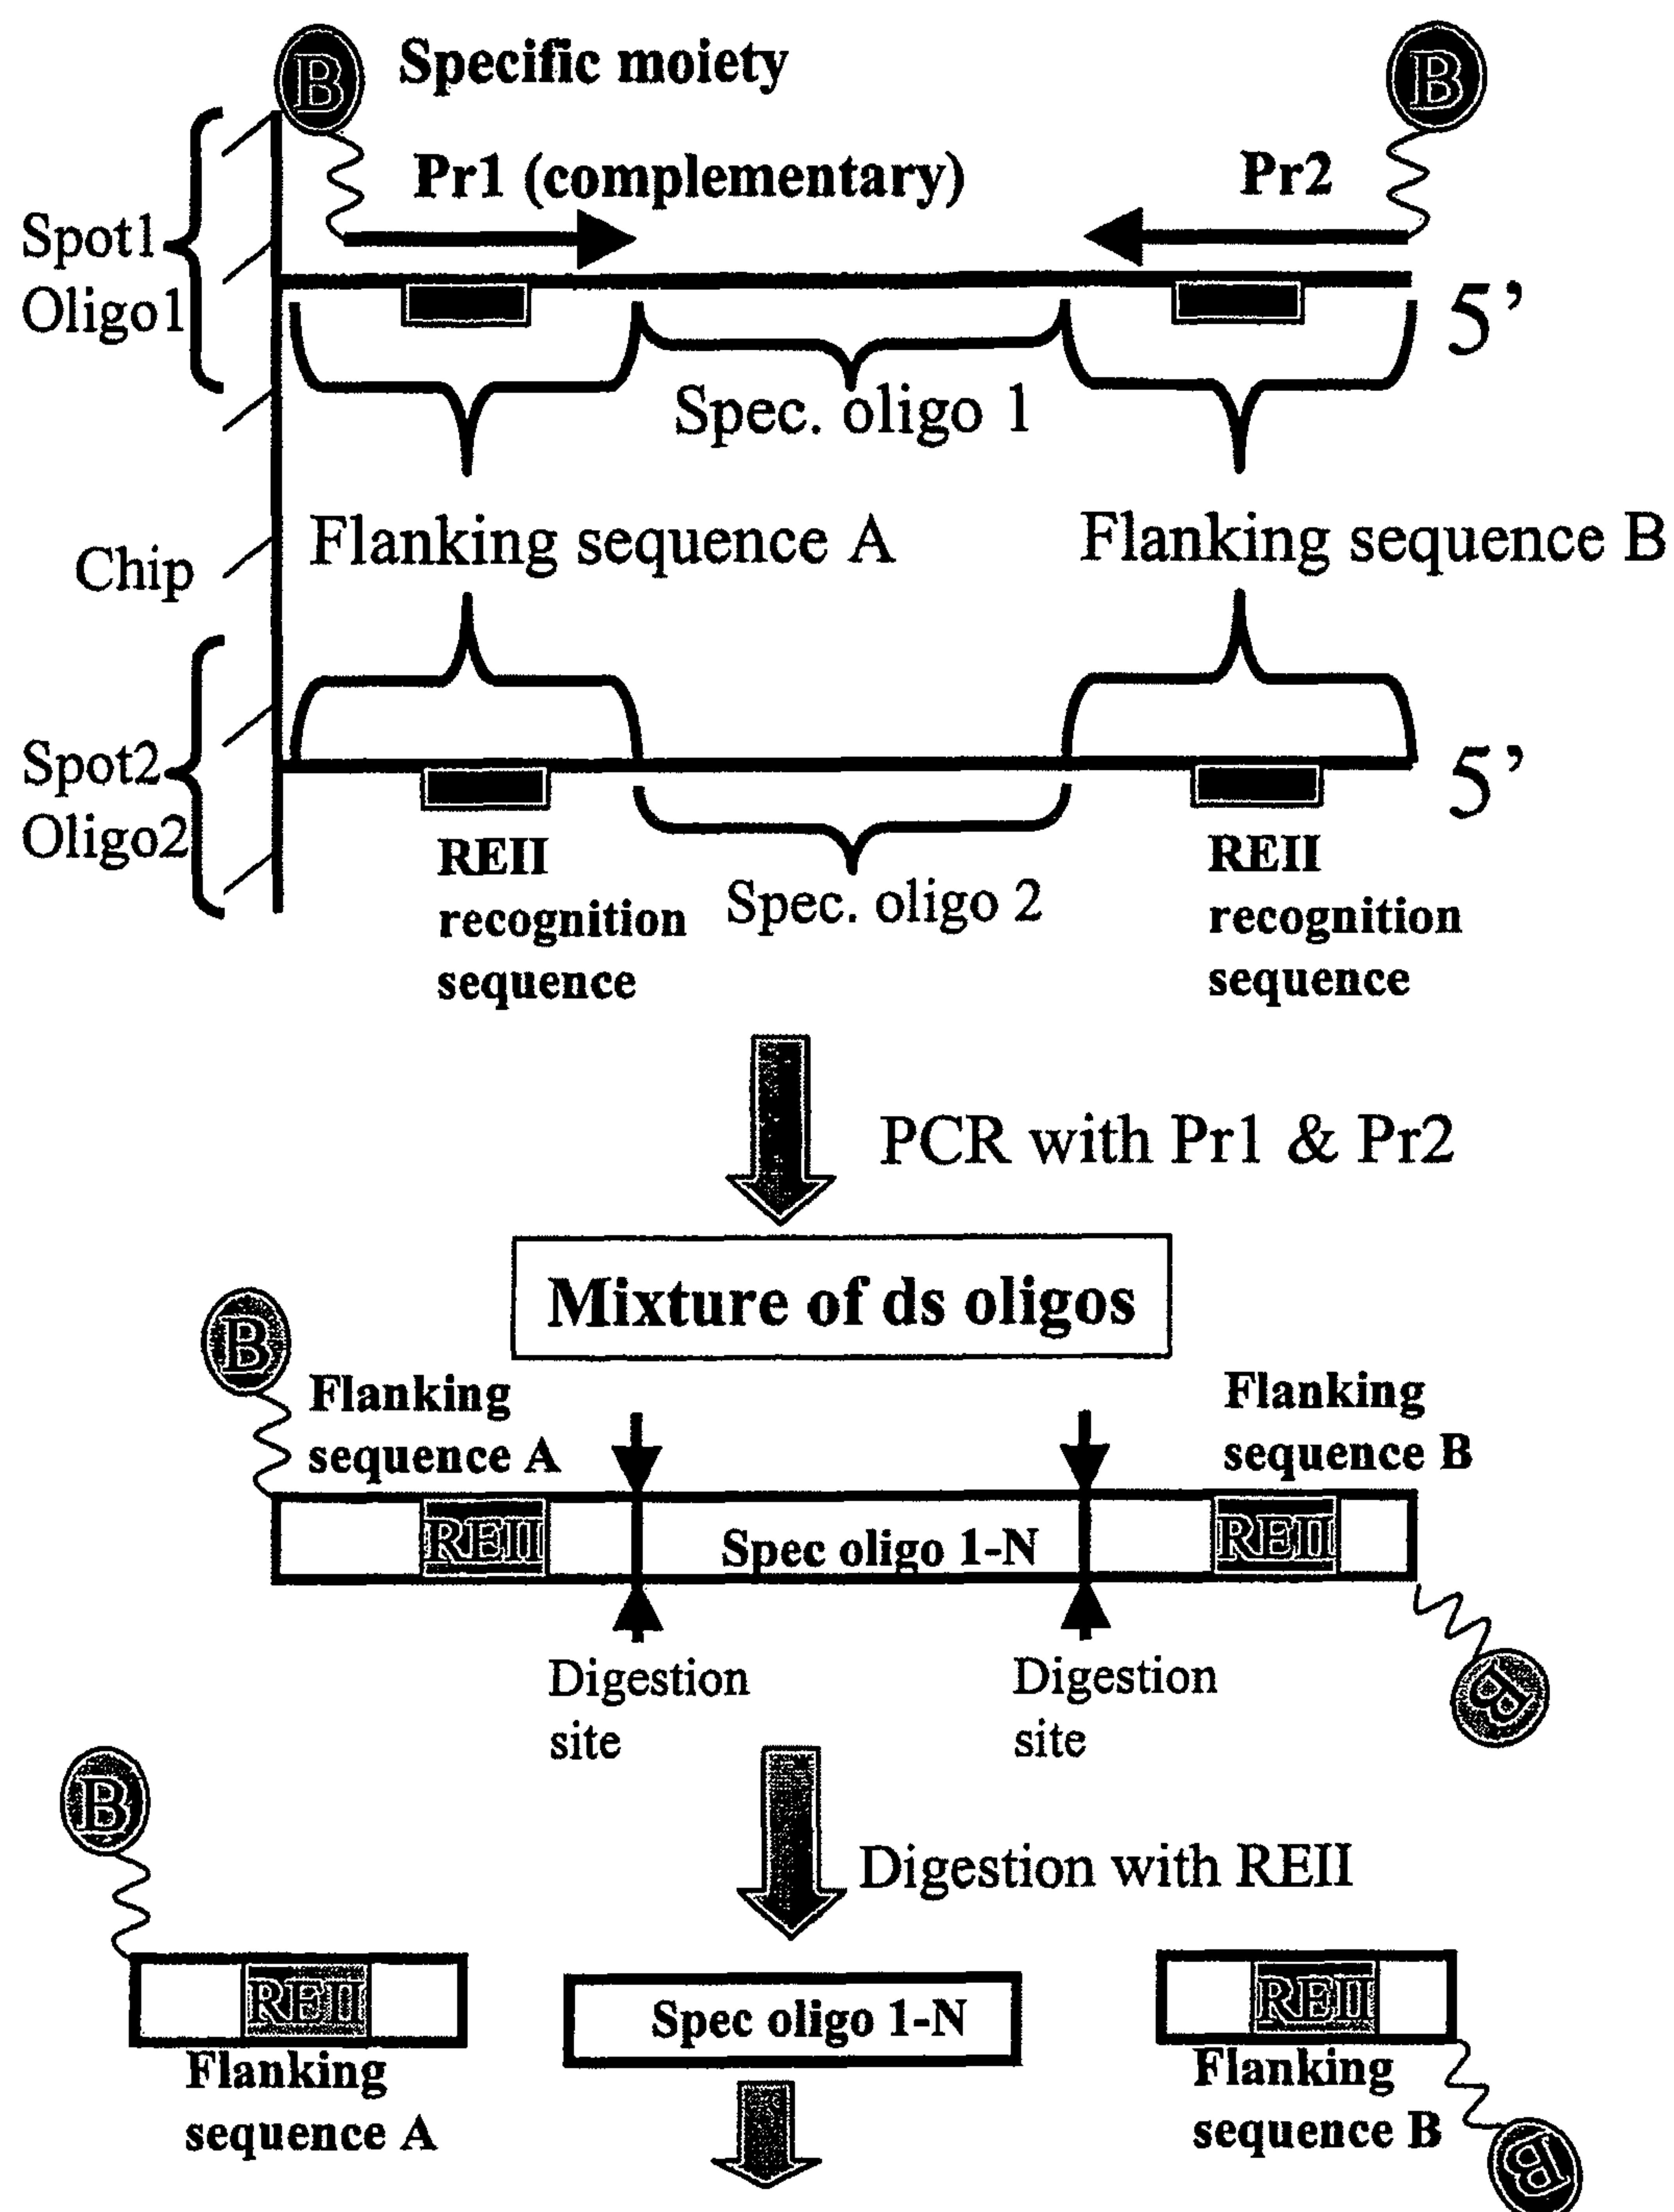 B Specific moiety B
Pr1 (complementary) Pr2
Spot1
Oligo1
5’
Spec. oligo 1
Flanking sequence A Flanking sequence B
Chip
Spot2
Oligo2
5’
REII
recognition
sequence
Spec. oligo 2
REII
recognition
sequence
PCR with Pr1 & Pr2
Mixture of ds oligos
B
Flanking
sequence A
Flanking
sequence B
REII Spec oligo 1-N REII
Digestion
site
Digestion
site
B
B
Digestion with REII
REII Spec oligo 1-N REII
Flanking
sequence A
Flanking
sequence B
B